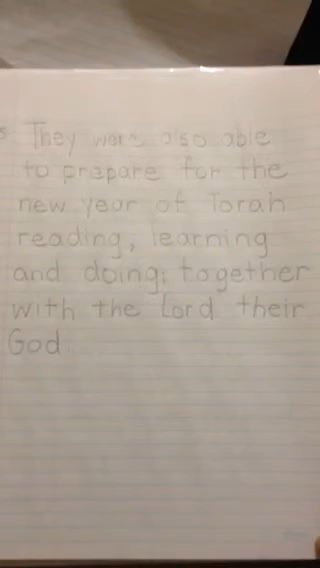 They were also able
to prepare for the
new year of Torah
reading, learning
and doing; together
with the Lord their
God